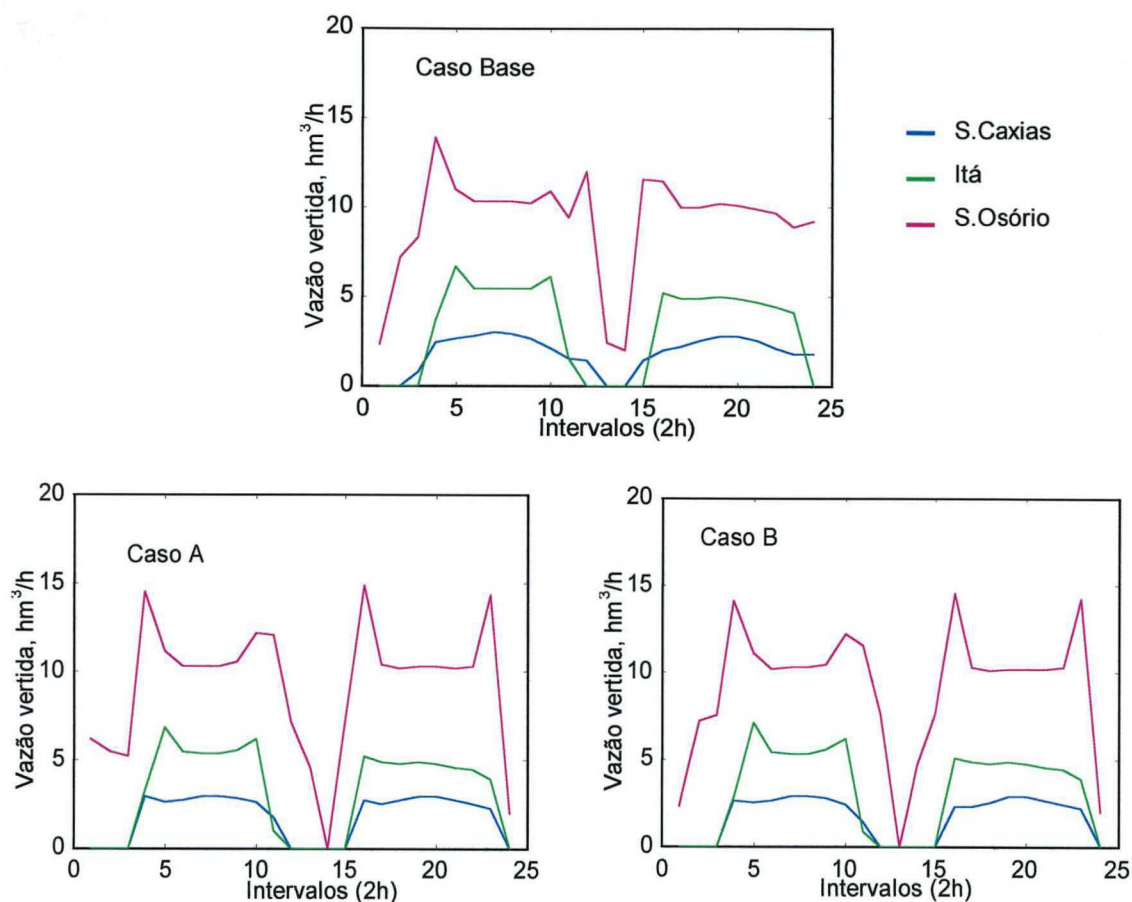 20
15
10
5
0
Vazão vertida, hm³/h
Caso Base
0 5 10 15 20 25
Intervalos (2h)
S.Caxias
Itá
S.Osório
20
15
10
5
0
Vazão vertida, hm³/h
Caso A
0 5 10 15 20 25
Intervalos (2h)
20
15
10
5
0
Vazão vertida, hm³/h
Caso B
0 5 10 15 20 25
Intervalos (2h)